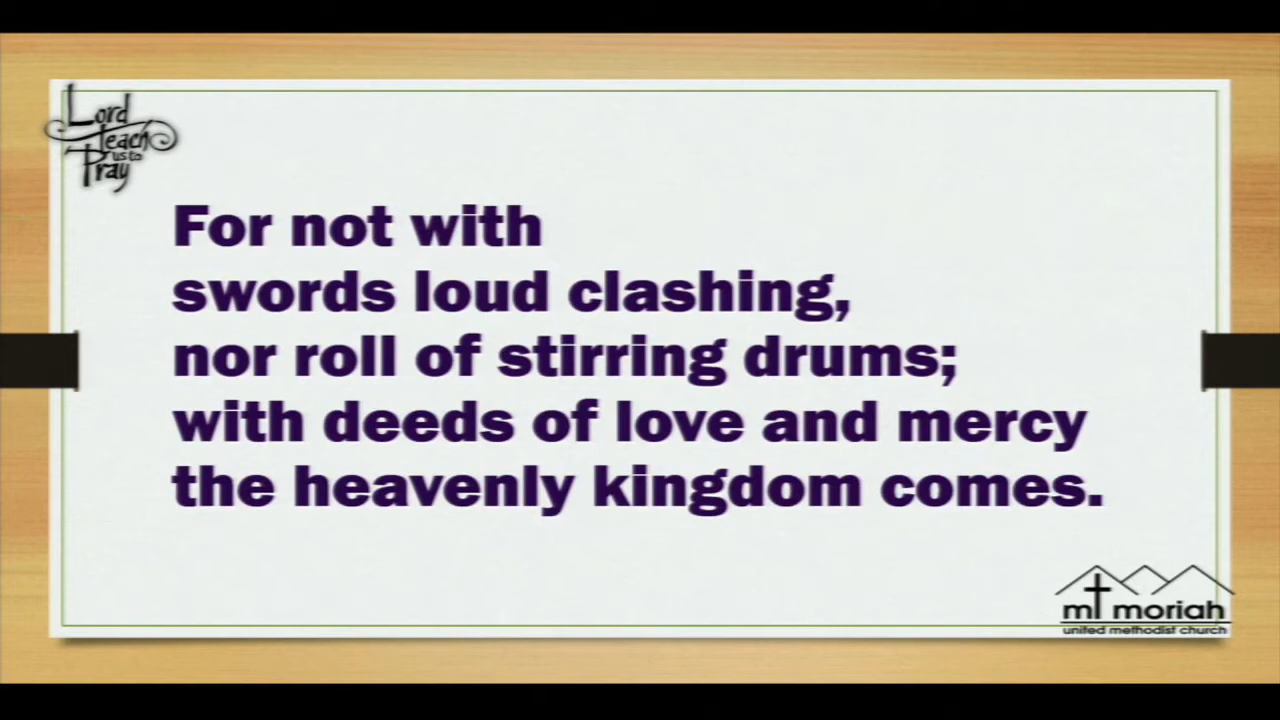 Lord
teach
us to
Pray
For not with
swords loud clashing,
nor roll of stirring drums;
with deeds of love and mercy
the heavenly kingdom comes.
mt moriah
united methodist church